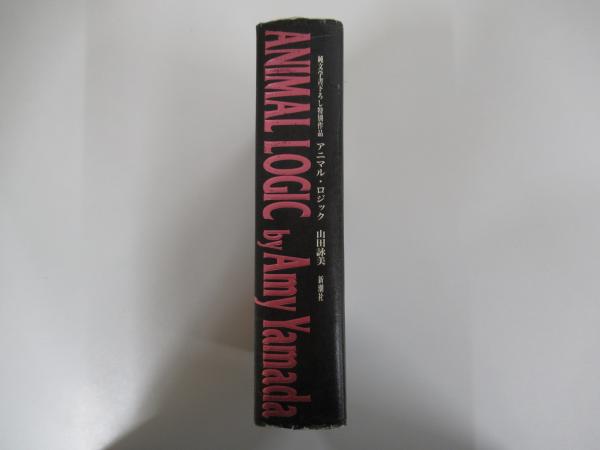 ANIMAL LOGIC by Amy Yamada
純文学書下ろし特別作品 アニマル・ロジック 山田詠美 新潮社